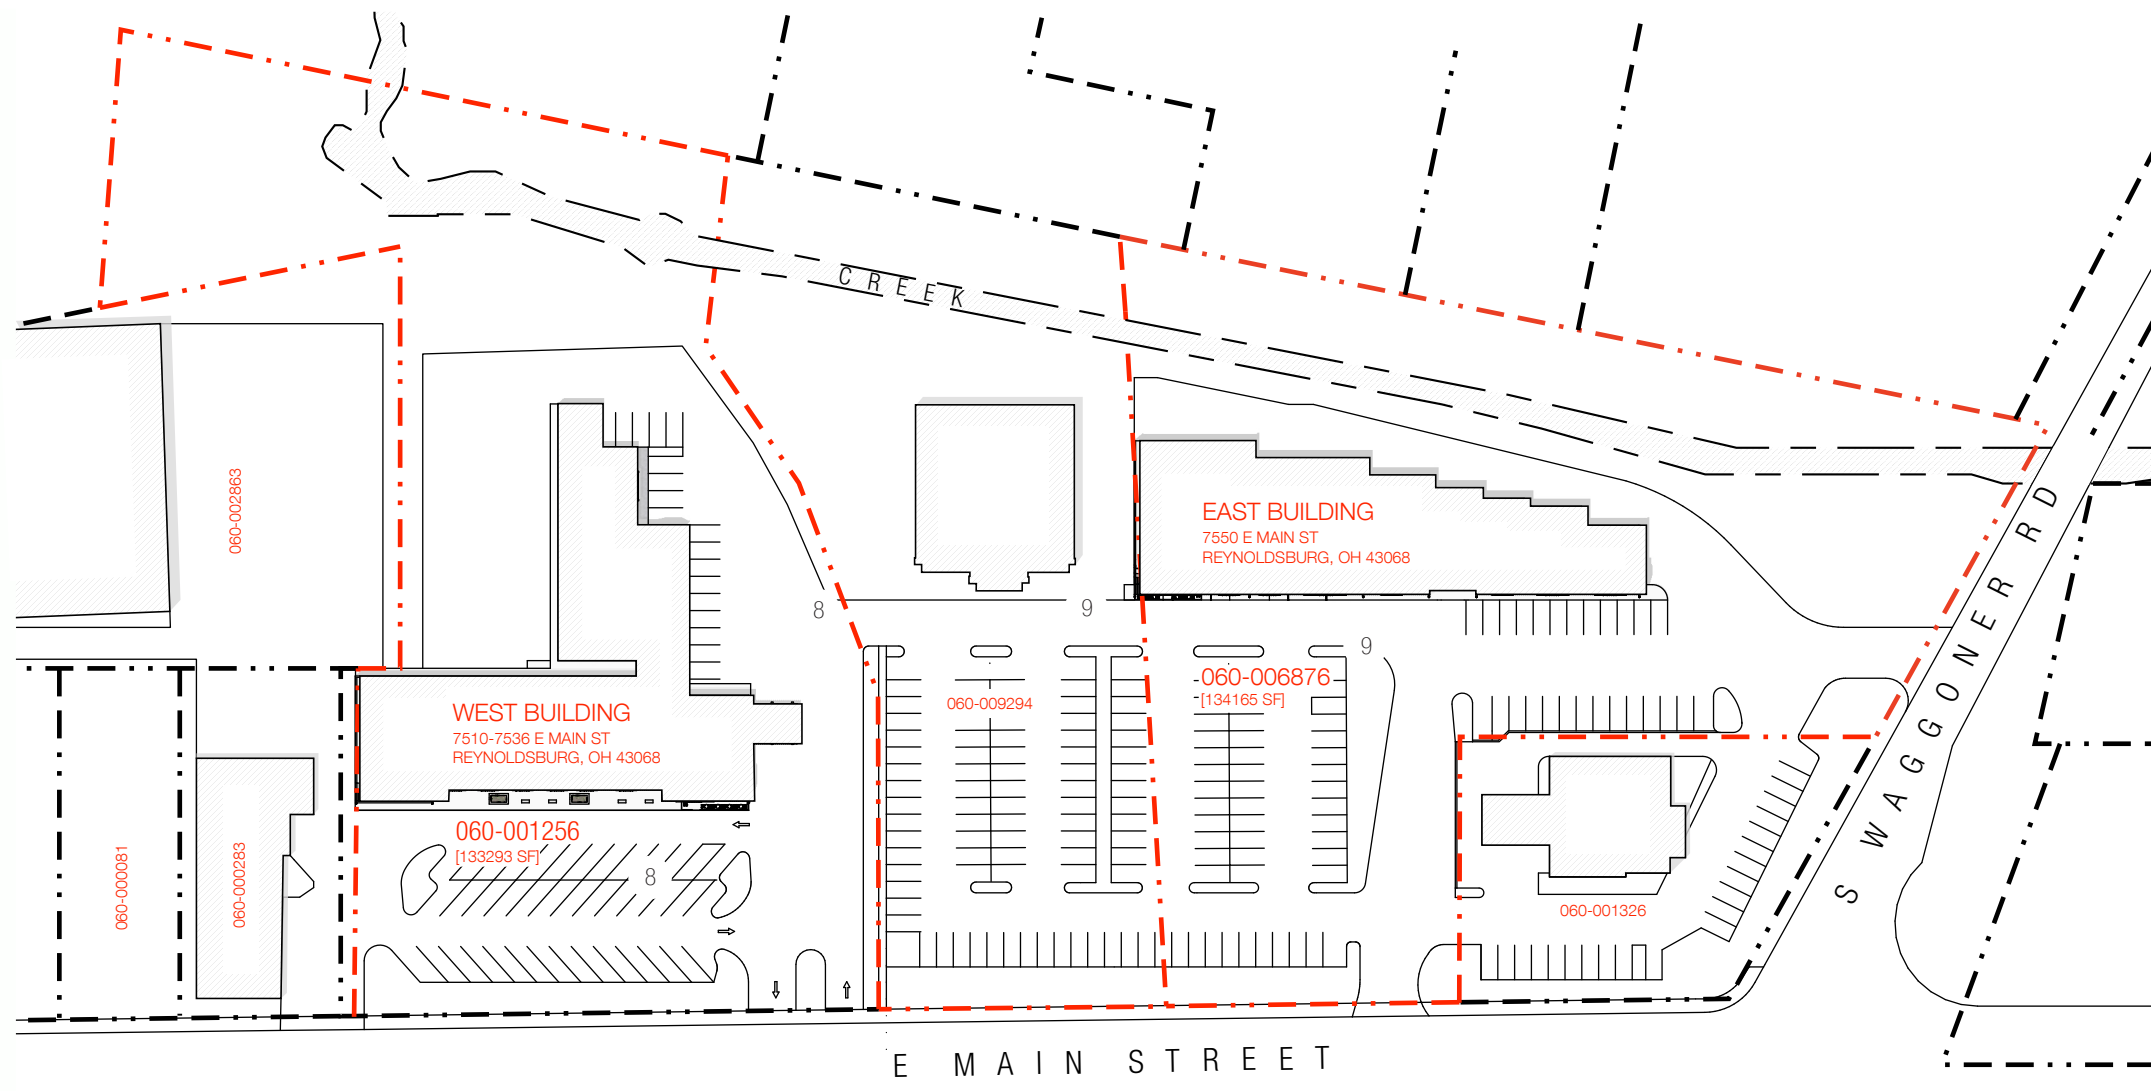 CREEK
060-002863
EAST BUILDING
7550 E MAIN ST
REYNOLDSBURG, OH 43068
8
9
9
060-006876
[134165 SF]
060-009294
WEST BUILDING
7510-7536 E MAIN ST
REYNOLDSBURG, OH 43068
060-001256
[133293 SF]
8
060-000081
060-000283
060-001326
S WAGGONER RD
E MAIN STREET